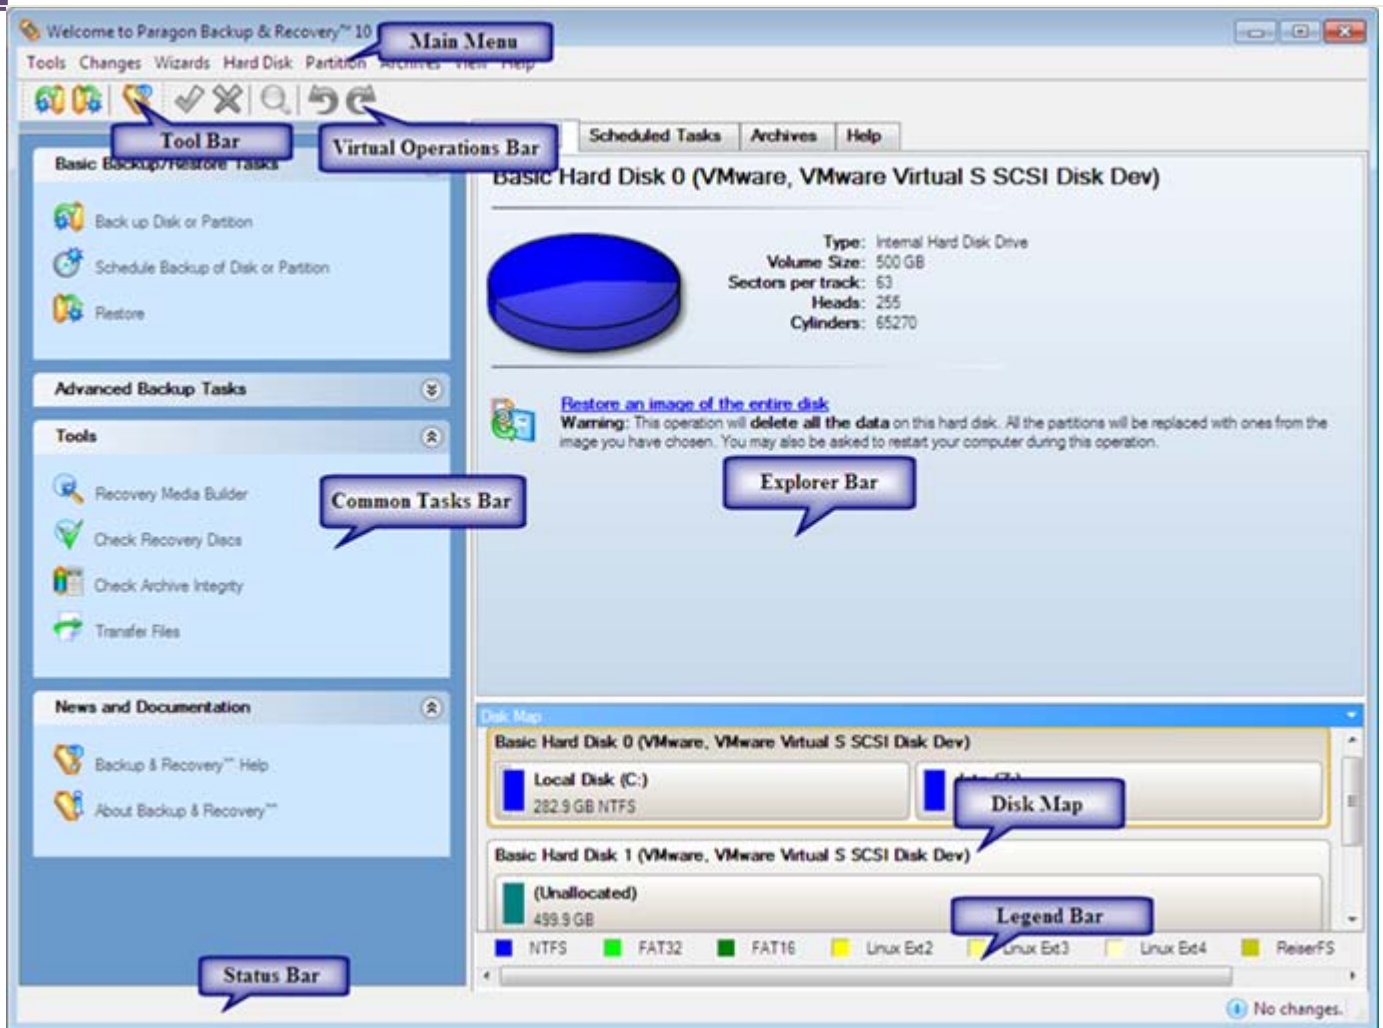 Welcome to Paragon Backup & Recovery™ 10
Main Menu
Tools Changes Wizards Hard Disk Partition Archives View Help
Tool Bar
Virtual Operations Bar
Scheduled Tasks
Archives
Help
Basic Backup/Restore Tasks
Back up Disk or Partition
Schedule Backup of Disk or Partition
Restore
Advanced Backup Tasks
Tools
Recovery Media Builder
Check Recovery Discs
Check Archive Integrity
Transfer Files
Common Tasks Bar
News and Documentation
Backup & Recovery™ Help
About Backup & Recovery™
Status Bar
Basic Hard Disk 0 (VMware, VMware Virtual S SCSI Disk Dev)
Type: Internal Hard Disk Drive
Volume Size: 500 GB
Sectors per track: 63
Heads: 255
Cylinders: 65270
Restore an image of the entire disk
Warning: This operation will delete all the data on this hard disk. All the partitions will be replaced with ones from the
image you have chosen. You may also be asked to restart your computer during this operation.
Explorer Bar
Disk Map
Basic Hard Disk 0 (VMware, VMware Virtual S SCSI Disk Dev)
Local Disk (C:)
282.9 GB NTFS
Disk Map
Basic Hard Disk 1 (VMware, VMware Virtual S SCSI Disk Dev)
(Unallocated)
499.9 GB
Legend Bar
NTFS FAT32 FAT16 Linux Ext2 Linux Ext3 Linux Ext4 ReiserFS
No changes.